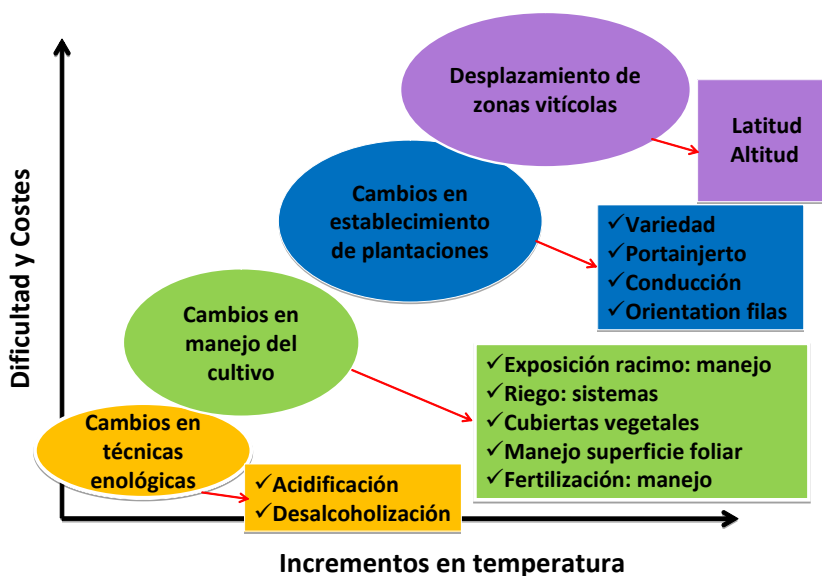 Desplazamiento de
zonas vitícolas
Latitud
Altitud
Cambios en
establecimiento
de plantaciones
✓Variedad
✓Portainjerto
✓Conducción
✓Orientation filas
Cambios en
manejo del
cultivo
✓Exposición racimo: manejo
✓Riego: sistemas
✓Cubiertas vegetales
✓Manejo superficie foliar
✓Fertilización: manejo
Cambios en
técnicas
enológicas
✓Acidificación
✓Desalcoholización
Dificultad y Costes
Incrementos en temperatura